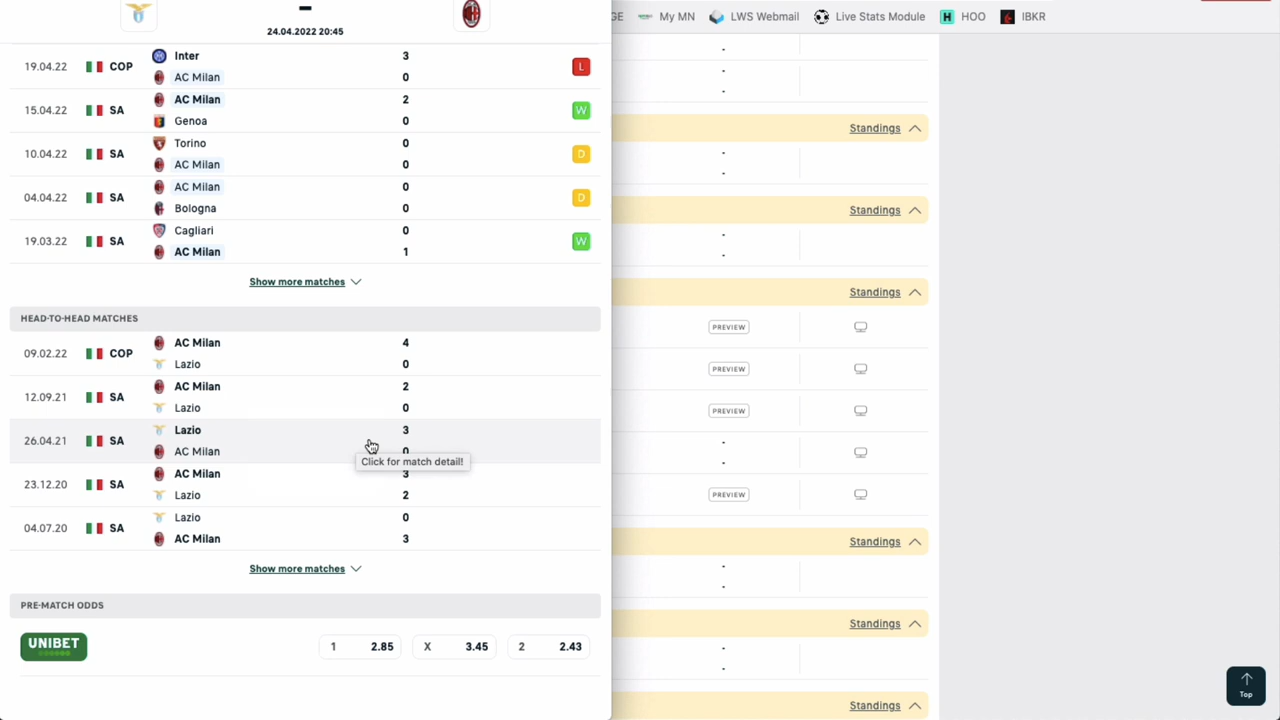 GE My MN LWS Webmail Live Stats Module HOO IBKR
24.04.2022 20:45
19.04.22 COP Inter 3 L
AC Milan 0
15.04.22 SA AC Milan 2 W
Genoa 0
10.04.22 SA Torino 0 D
AC Milan 0
04.04.22 SA AC Milan 0 D
Bologna 0
19.03.22 SA Cagliari 0 W
AC Milan 1
Show more matches
HEAD-TO-HEAD MATCHES
09.02.22 COP AC Milan 4
Lazio 0
12.09.21 SA AC Milan 2
Lazio 0
26.04.21 SA Lazio 3
AC Milan 0
Click for match detail!
23.12.20 SA AC Milan 3
Lazio 2
04.07.20 SA Lazio 0
AC Milan 3
Show more matches
PRE-MATCH ODDS
UNIBET 1 2.85 X 3.45 2 2.43
-
-
-
Standings
-
-
Standings
-
-
Standings
PREVIEW
PREVIEW
PREVIEW
-
-
PREVIEW
Standings
-
-
Standings
-
-
Standings
Top